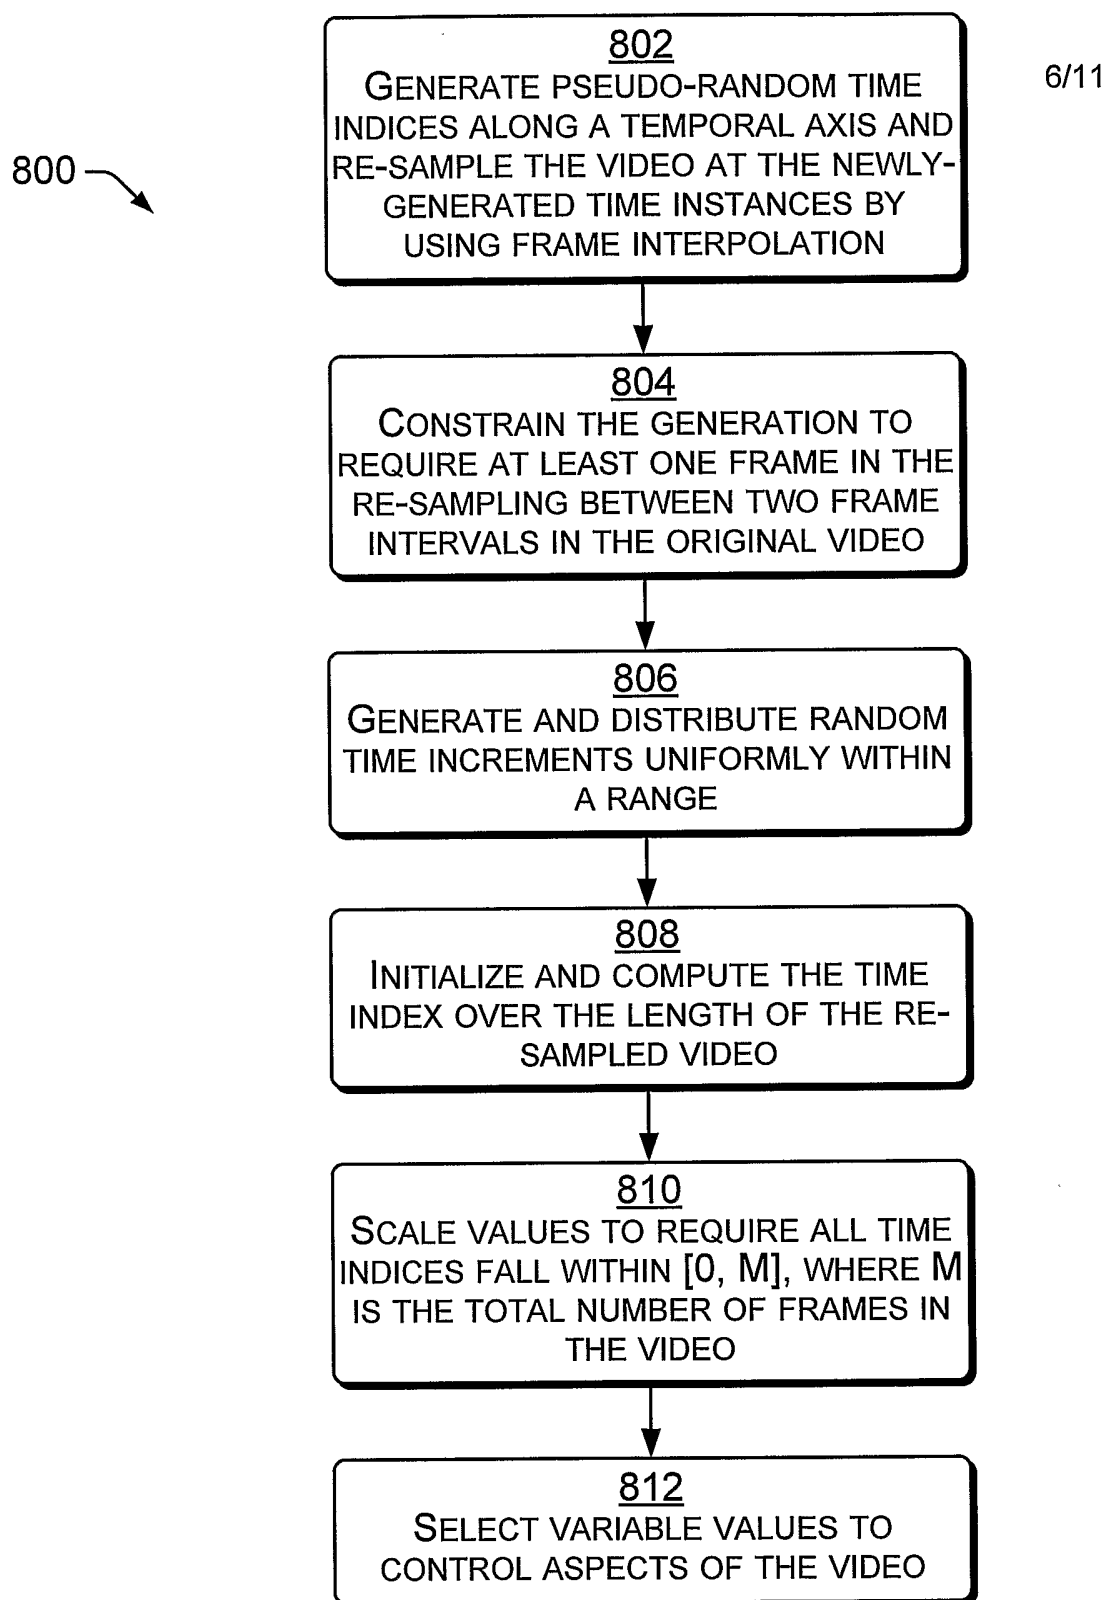 6/11
800
802
GENERATE PSEUDO-RANDOM TIME
INDICES ALONG A TEMPORAL AXIS AND
RE-SAMPLE THE VIDEO AT THE NEWLY-
GENERATED TIME INSTANCES BY
USING FRAME INTERPOLATION
804
CONSTRAIN THE GENERATION TO
REQUIRE AT LEAST ONE FRAME IN THE
RE-SAMPLING BETWEEN TWO FRAME
INTERVALS IN THE ORIGINAL VIDEO
806
GENERATE AND DISTRIBUTE RANDOM
TIME INCREMENTS UNIFORMLY WITHIN
A RANGE
808
INITIALIZE AND COMPUTE THE TIME
INDEX OVER THE LENGTH OF THE RE-
SAMPLED VIDEO
810
SCALE VALUES TO REQUIRE ALL TIME
INDICES FALL WITHIN [0, M], WHERE M
IS THE TOTAL NUMBER OF FRAMES IN
THE VIDEO
812
SELECT VARIABLE VALUES TO
CONTROL ASPECTS OF THE VIDEO